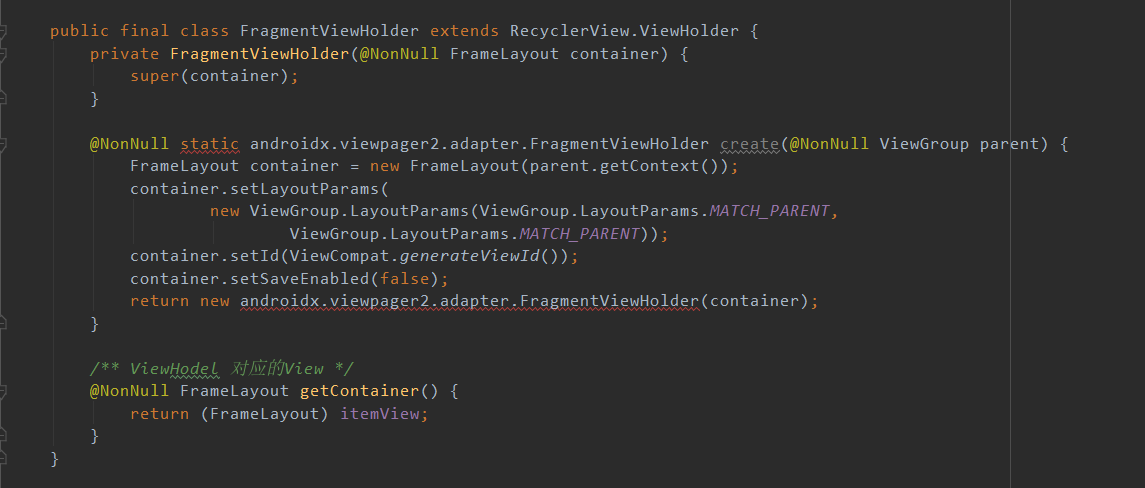 public final class FragmentViewHolder extends RecyclerView.ViewHolder {
    private FragmentViewHolder(@NonNull FrameLayout container) {
        super(container);
    }

    @NonNull static androidx.viewpager2.adapter.FragmentViewHolder create(@NonNull ViewGroup parent) {
        FrameLayout container = new FrameLayout(parent.getContext());
        container.setLayoutParams(
                new ViewGroup.LayoutParams(ViewGroup.LayoutParams.MATCH_PARENT,
                        ViewGroup.LayoutParams.MATCH_PARENT));
        container.setId(ViewCompat.generateViewId());
        container.setSaveEnabled(false);
        return new androidx.viewpager2.adapter.FragmentViewHolder(container);
    }

    /** ViewHodel 对应的View */
    @NonNull FrameLayout getContainer() {
        return (FrameLayout) itemView;
    }
}